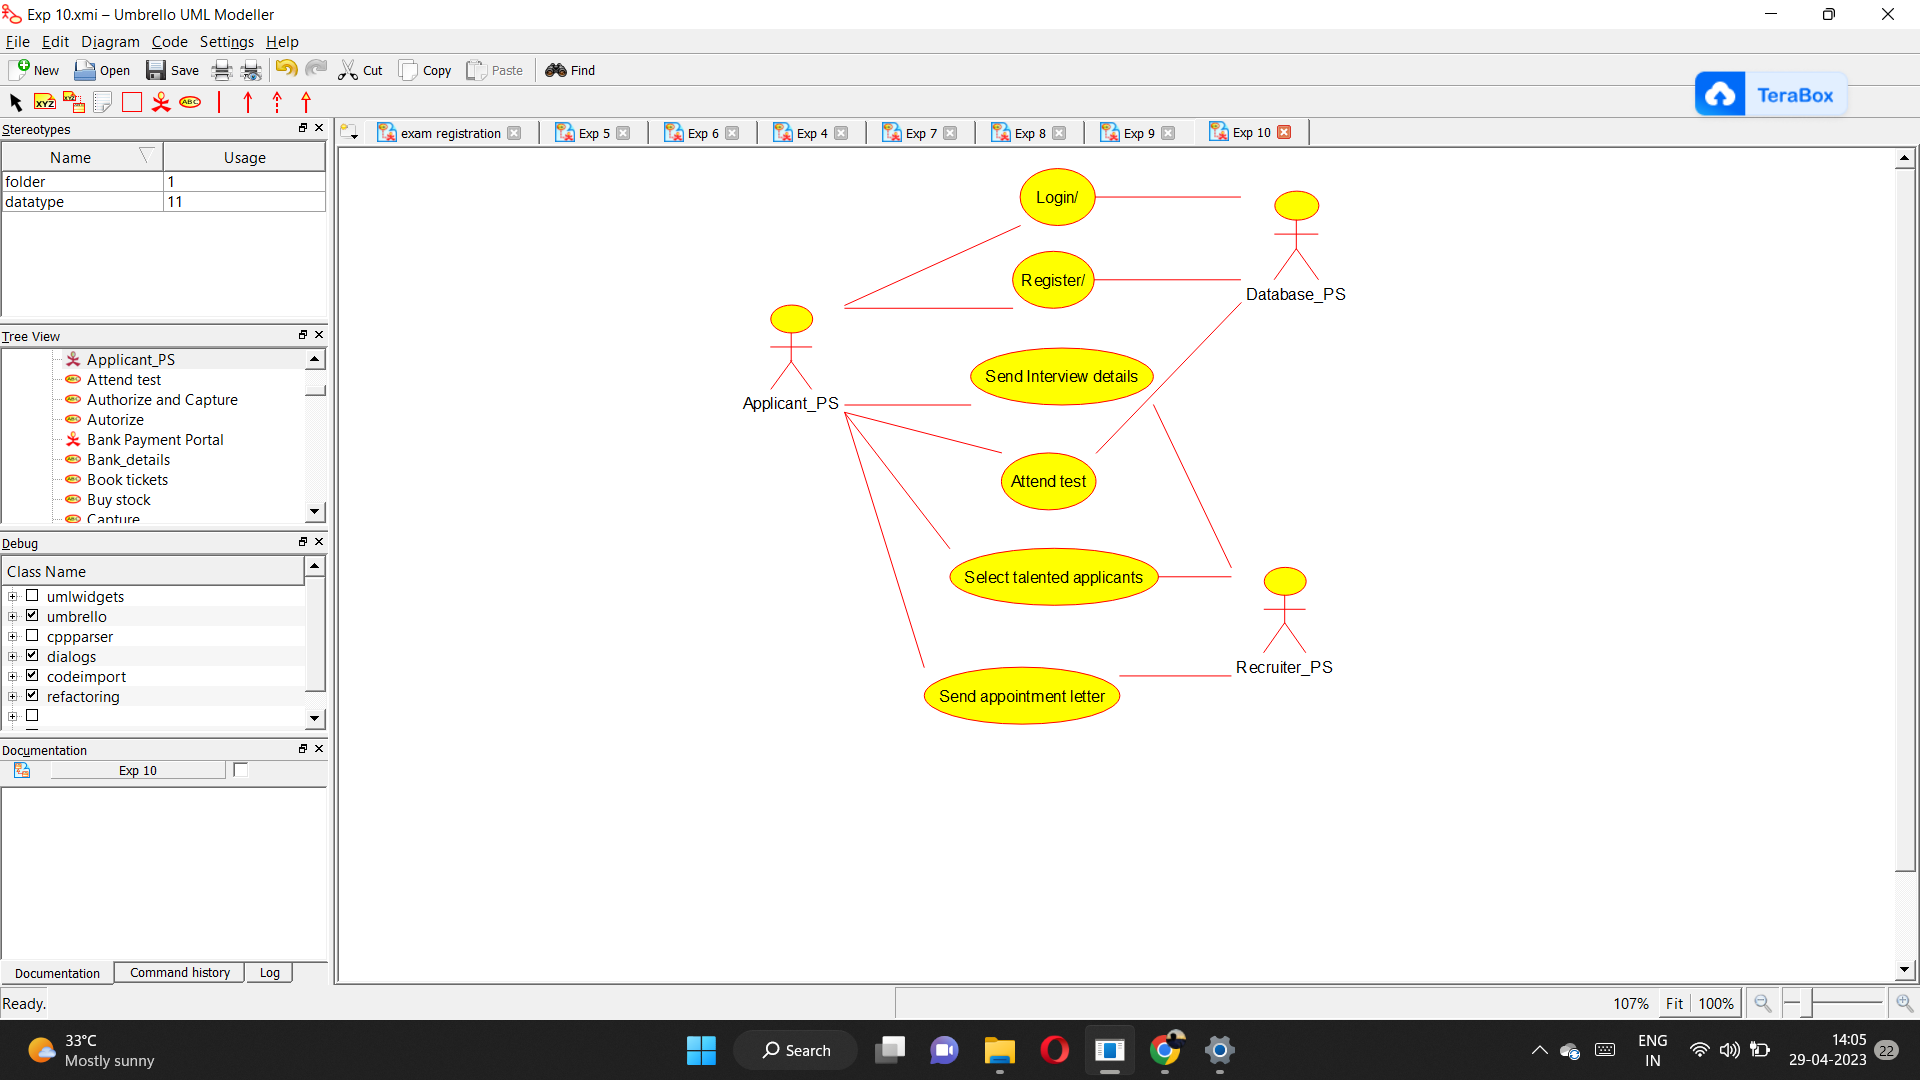 Exp 10.xmi – Umbrello UML Modeller
File Edit Diagram Code Settings Help
New Open Save Cut Copy Paste Find
XYZ XYZ ABC
TeraBox
Stereotypes
Name Usage
folder 1
datatype 11
Tree View
Applicant_PS
Attend test
Authorize and Capture
Autorize
Bank Payment Portal
Bank_details
Book tickets
Buy stock
Capture
Debug
Class Name
umlwidgets
umbrello
cppparser
dialogs
codeimport
refactoring
Documentation
Exp 10
Documentation Command history Log
exam registration Exp 5 Exp 6 Exp 4 Exp 7 Exp 8 Exp 9 Exp 10
Login/
Register/
Database_PS
Send Interview details
Applicant_PS
Attend test
Select talented applicants
Recruiter_PS
Send appointment letter
Ready.
107% Fit 100%
33°C
Mostly sunny
Search
ENG
IN
14:05
29-04-2023
22